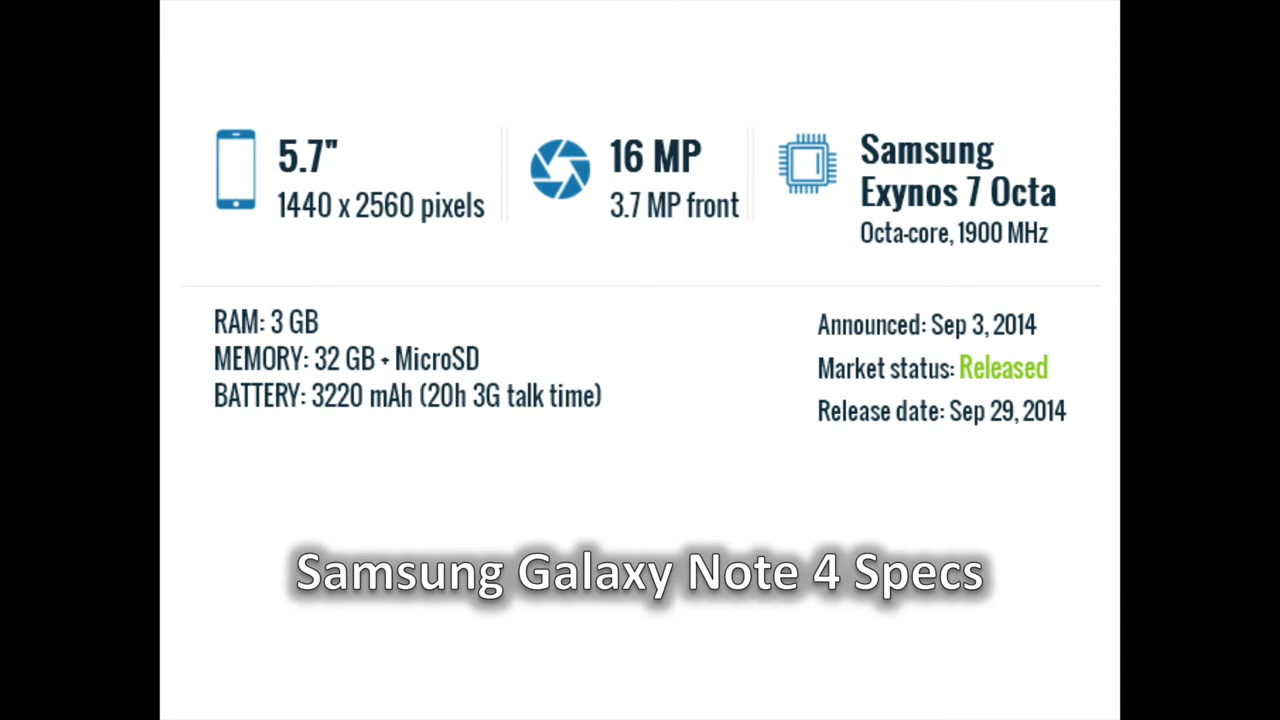 5.7"
1440 x 2560 pixels
16 MP
3.7 MP front
Samsung
Exynos 7 Octa
Octa-core, 1900 MHz
RAM: 3 GB
MEMORY: 32 GB + MicroSD
BATTERY: 3220 mAh (20h 3G talk time)
Announced: Sep 3, 2014
Market status: Released
Release date: Sep 29, 2014
Samsung Galaxy Note 4 Specs